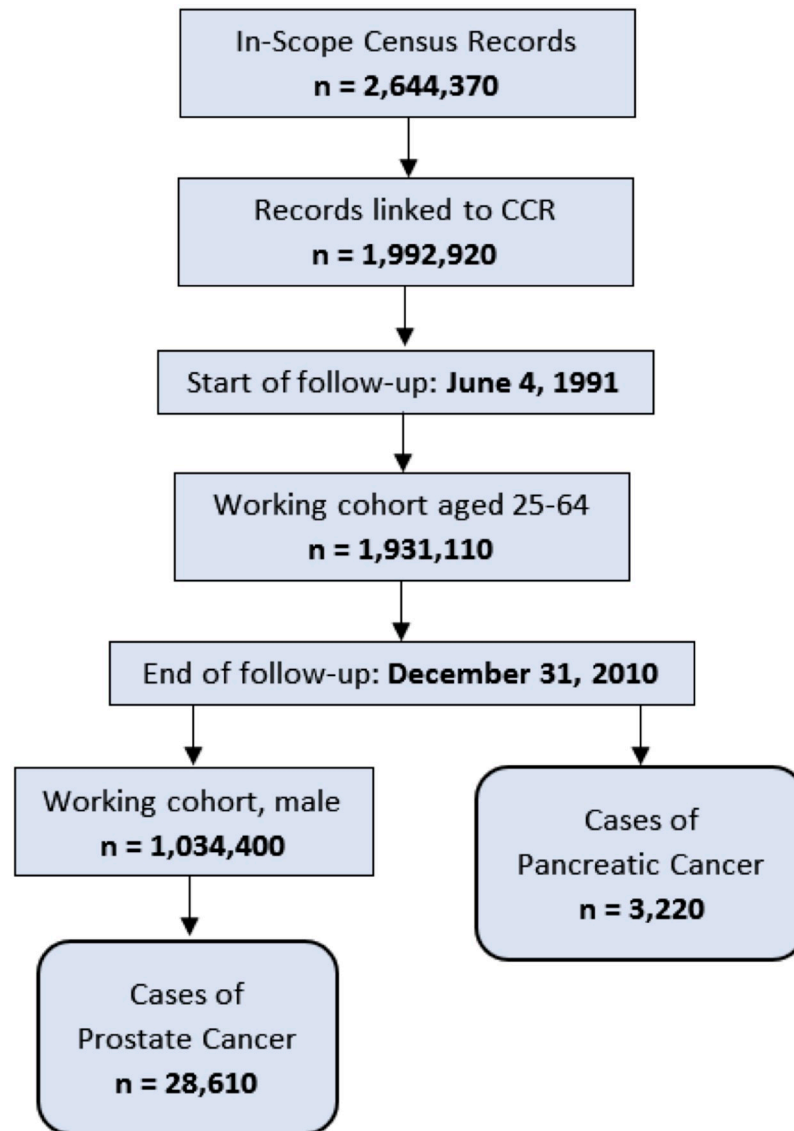 In-Scope Census Records
n = 2,644,370
Records linked to CCR
n = 1,992,920
Start of follow-up: June 4, 1991
Working cohort aged 25-64
n = 1,931,110
End of follow-up: December 31, 2010
Working cohort, male
n = 1,034,400
Cases of
Pancreatic Cancer
n = 3,220
Cases of
Prostate Cancer
n = 28,610